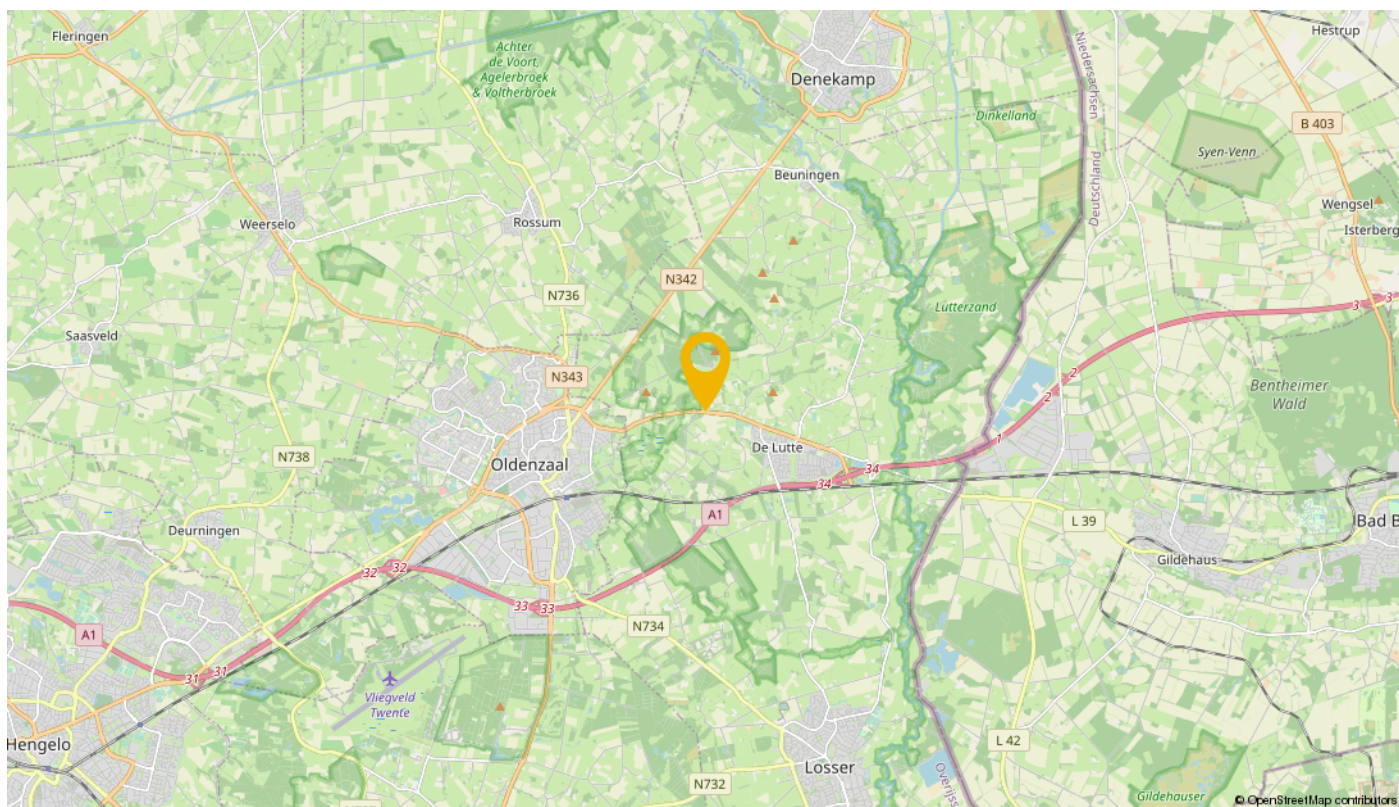 Fleringen
Hestrup
Achter
de Voort,
Agelerbroek
& Voltherbroek
Denekamp
Niedersachsen
Dinkelland
B 403
Syen-Venn
Deutschland
Beuningen
Wengsel
Isterberg
Weerselo
Rossum
N342
N736
Lutterzand
3
3
Saasveld
2
2
N343
Bentheimer
Wald
1
De Lutte
N738
Oldenzaal
34
34
A1
L 39
Bad B
Deurningen
Gildehaus
32
32
33
33
N734
A1
31
31
Vliegveld
Twente
Hengelo
L 42
Losser
N732
Overijss
Gildehauser
© OpenStreetMap contributors